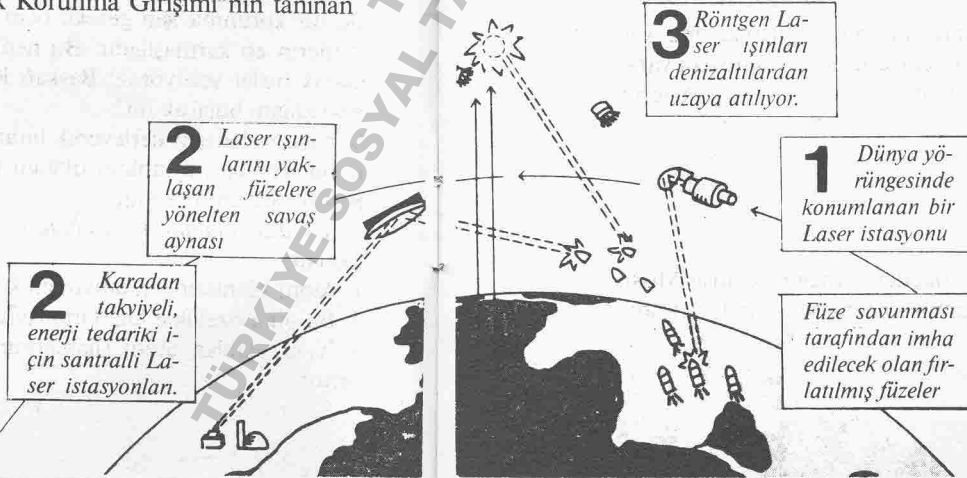 k Korunma Girişimi'nin tanınan
3
Röntgen La-
ser ışınları
denizaltılardan
uzaya atılıyor.
2
Laser ışın-
larını yak-
laşan füzelere
yönelten savaş
aynası
1
Dünya yö-
rüngesinde
konumlanan bir
Laser istasyonu
2
Karadan
takviyeli,
enerji tedariki i-
çin santralli La-
ser istasyonları.
Füze savunması
tarafından imha
edilecek olan fır-
latılmış füzeler
TÜRKİYE SOSYAL TA